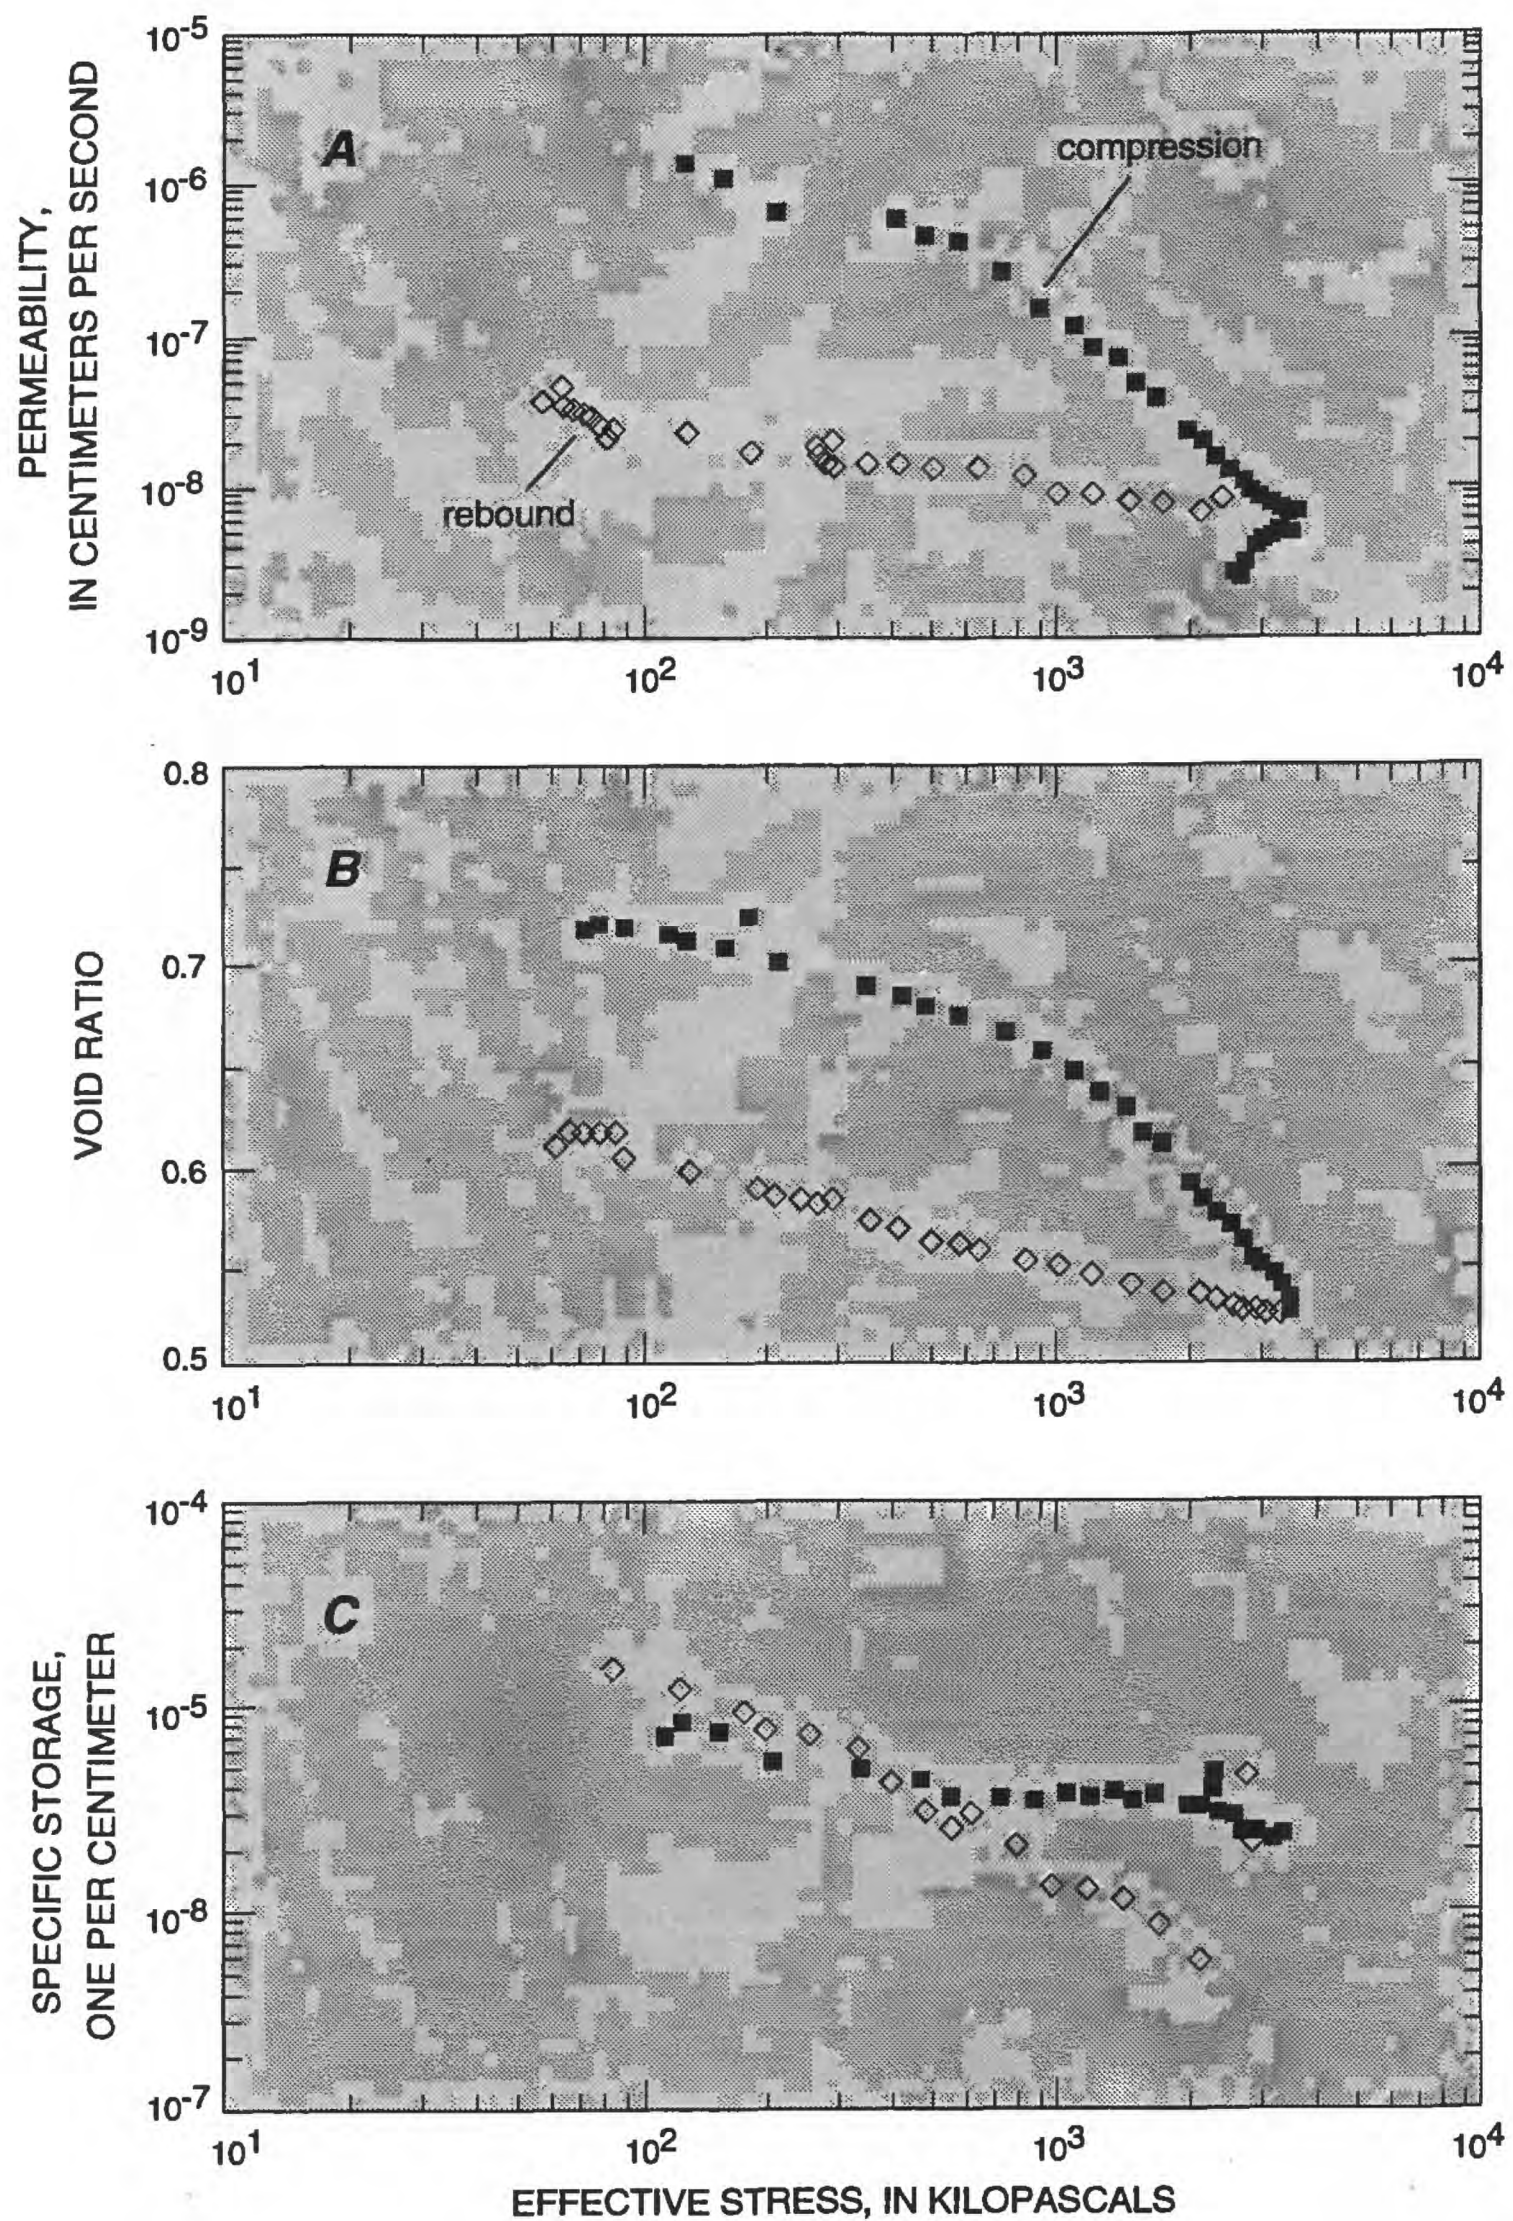 10-5
A
compression
10-6
PERMEABILITY,
IN CENTIMETERS PER SECOND
10-7
rebound
10-8
10-9
101 102 103 104
0.8
B
0.7
VOID RATIO
0.6
0.5
101 102 103 104
10-4
C
10-5
SPECIFIC STORAGE,
ONE PER CENTIMETER
10-8
10-7
101 102 103 104
EFFECTIVE STRESS, IN KILOPASCALS